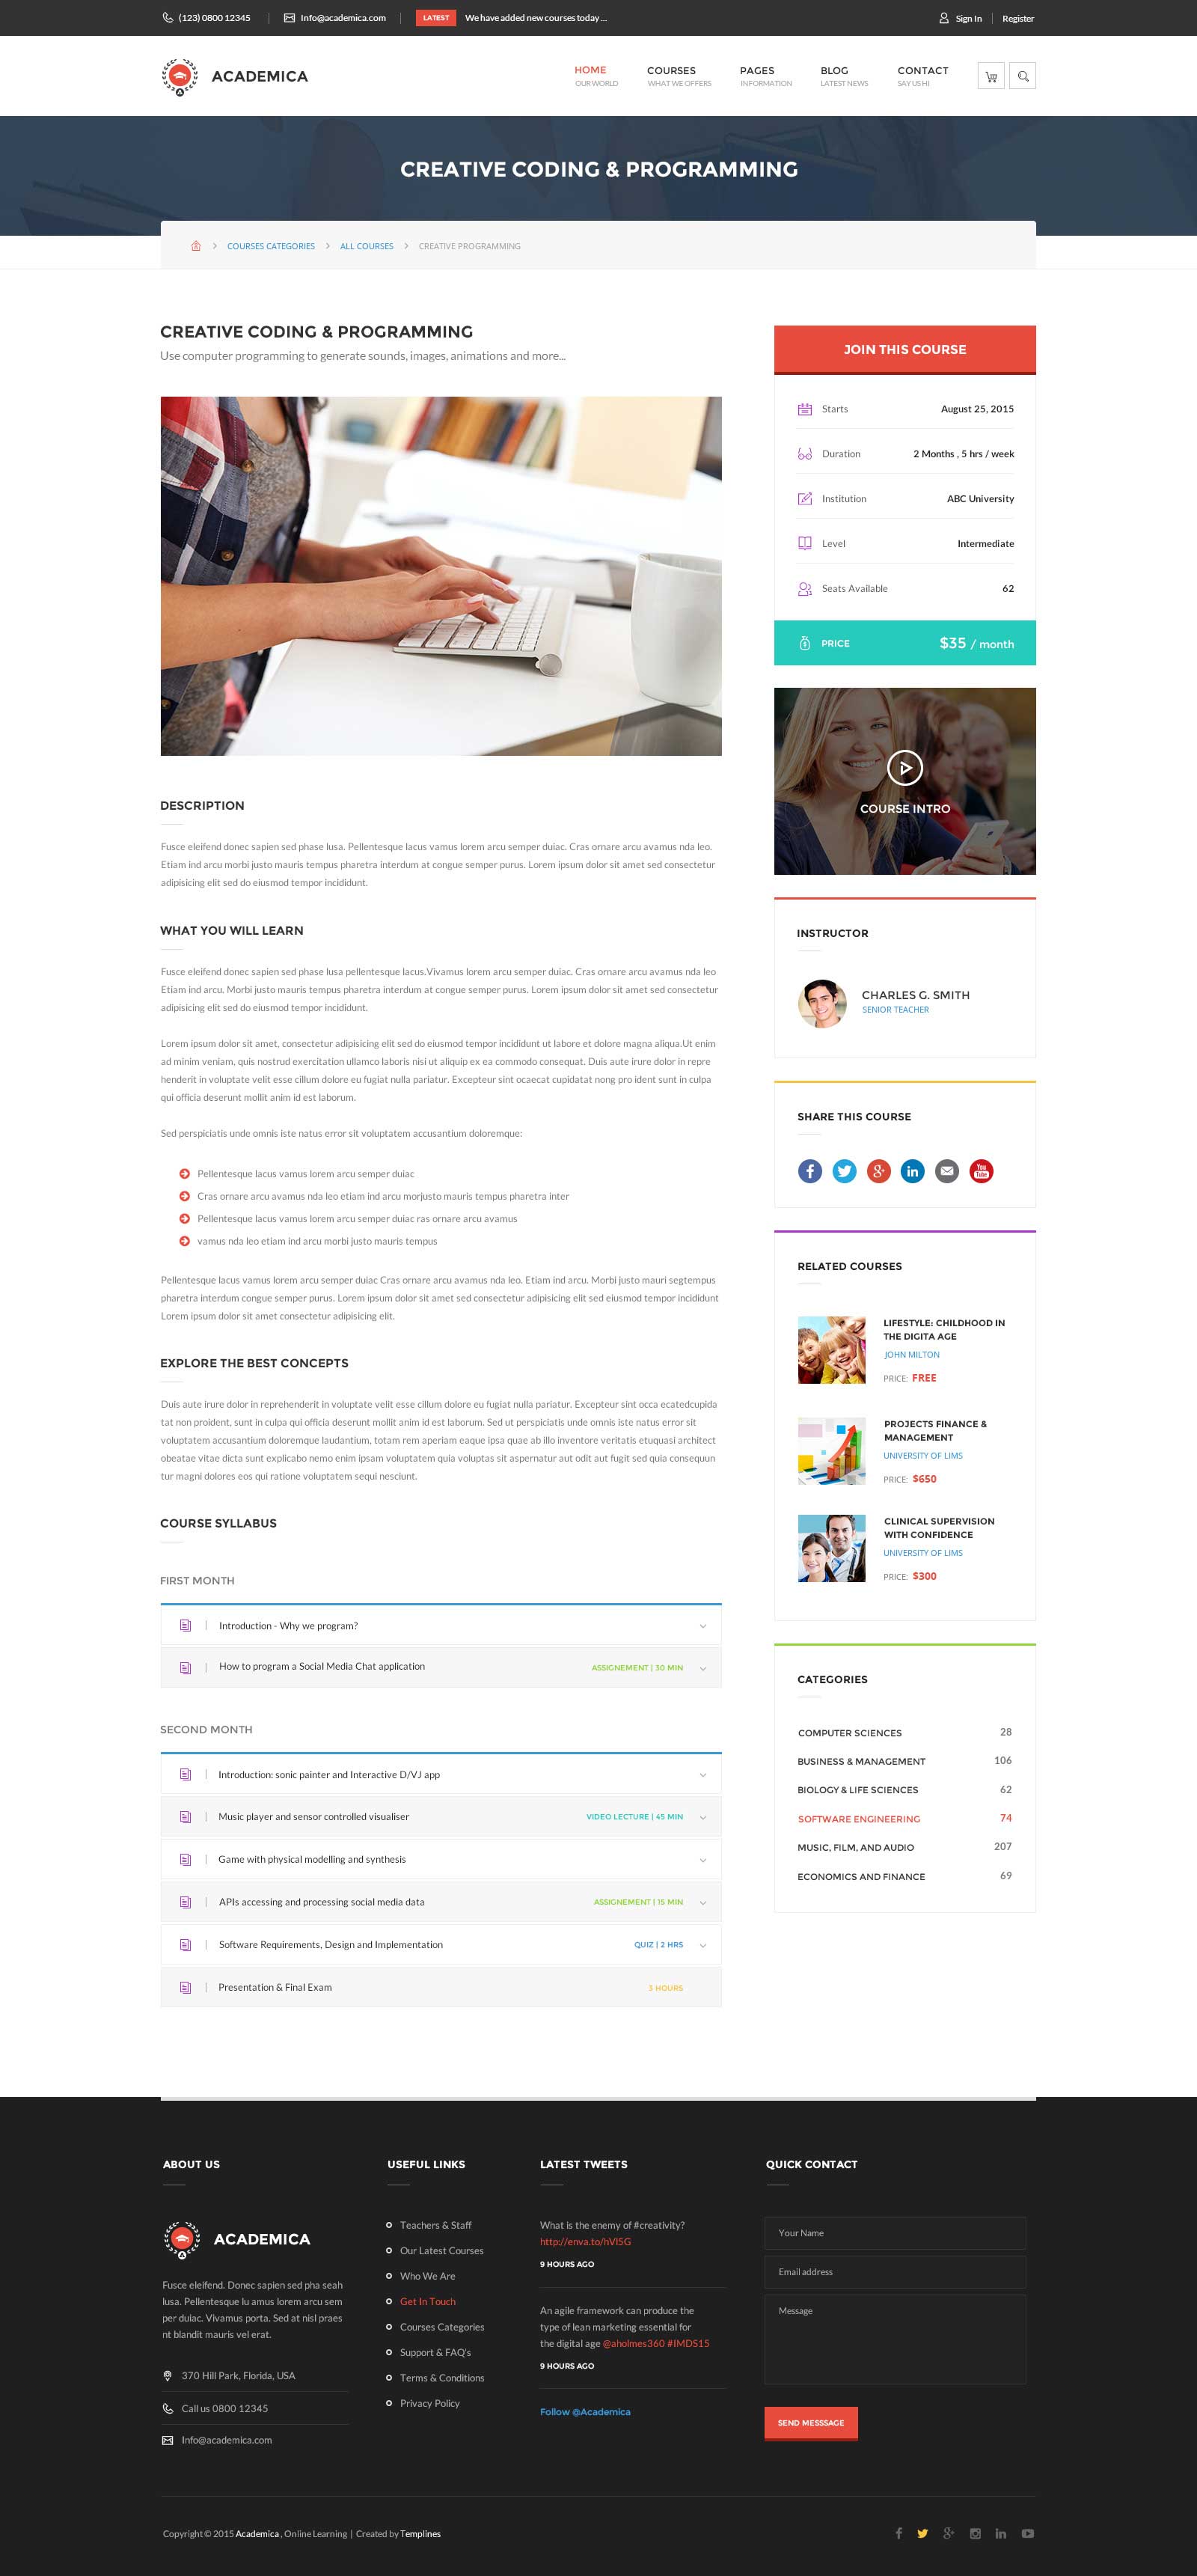 (123) 0800 12345
Info@academica.com
LATEST
We have added new courses today ...
Sign In
Register
ACADEMICA
HOME
OUR WORLD
COURSES
WHAT WE OFFERS
PAGES
INFORMATION
BLOG
LATEST NEWS
CONTACT
SAY US HI
CREATIVE CODING & PROGRAMMING
COURSES CATEGORIES
ALL COURSES
CREATIVE PROGRAMMING
CREATIVE CODING & PROGRAMMING
Use computer programming to generate sounds, images, animations and more...
DESCRIPTION
Fusce eleifend donec sapien sed phase lusa. Pellentesque lacus vamus lorem arcu semper duiac. Cras ornare arcu avamus nda leo.
Etiam ind arcu morbi justo mauris tempus pharetra interdum at congue semper purus. Lorem ipsum dolor sit amet sed consectetur
adipisicing elit sed do eiusmod tempor incididunt.
WHAT YOU WILL LEARN
Fusce eleifend donec sapien sed phase lusa pellentesque lacus.Vivamus lorem arcu semper duiac. Cras ornare arcu avamus nda leo
Etiam ind arcu. Morbi justo mauris tempus pharetra interdum at congue semper purus. Lorem ipsum dolor sit amet sed consectetur
adipisicing elit sed do eiusmod tempor incididunt.
Lorem ipsum dolor sit amet, consectetur adipisicing elit sed do eiusmod tempor incididunt ut labore et dolore magna aliqua.Ut enim
ad minim veniam, quis nostrud exercitation ullamco laboris nisi ut aliquip ex ea commodo consequat. Duis aute irure dolor in repre
henderit in voluptate velit esse cillum dolore eu fugiat nulla pariatur. Excepteur sint ocaecat cupidatat nong pro ident sunt in culpa
qui officia deserunt mollit anim id est laborum.
Sed perspiciatis unde omnis iste natus error sit voluptatem accusantium doloremque:
Pellentesque lacus vamus lorem arcu semper duiac
Cras ornare arcu avamus nda leo etiam ind arcu morjusto mauris tempus pharetra inter
Pellentesque lacus vamus lorem arcu semper duiac ras ornare arcu avamus
vamus nda leo etiam ind arcu morbi justo mauris tempus
Pellentesque lacus vamus lorem arcu semper duiac Cras ornare arcu avamus nda leo. Etiam ind arcu. Morbi justo mauri segtempus
pharetra interdum congue semper purus. Lorem ipsum dolor sit amet sed consectetur adipisicing elit sed eiusmod tempor incididunt
Lorem ipsum dolor sit amet consectetur adipisicing elit.
EXPLORE THE BEST CONCEPTS
Duis aute irure dolor in reprehenderit in voluptate velit esse cillum dolore eu fugiat nulla pariatur. Excepteur sint occa ecatedcupida
tat non proident, sunt in culpa qui officia deserunt mollit anim id est laborum. Sed ut perspiciatis unde omnis iste natus error sit
voluptatem accusantium doloremque laudantium, totam rem aperiam eaque ipsa quae ab illo inventore veritatis etuquasi architect
obeatae vitae dicta sunt explicabo nemo enim ipsam voluptatem quia voluptas sit aspernatur aut odit aut fugit sed quia consequun
tur magni dolores eos qui ratione voluptatem sequi nesciunt.
COURSE SYLLABUS
FIRST MONTH
Introduction - Why we program?
How to program a Social Media Chat application
ASSIGNEMENT | 30 MIN
SECOND MONTH
Introduction: sonic painter and Interactive D/VJ app
Music player and sensor controlled visualiser
VIDEO LECTURE | 45 MIN
Game with physical modelling and synthesis
APIs accessing and processing social media data
ASSIGNEMENT | 15 MIN
Software Requirements, Design and Implementation
QUIZ | 2 HRS
Presentation & Final Exam
3 HOURS
JOIN THIS COURSE
Starts
August 25, 2015
Duration
2 Months , 5 hrs / week
Institution
ABC University
Level
Intermediate
Seats Available
62
PRICE
$35 / month
COURSE INTRO
INSTRUCTOR
CHARLES G. SMITH
SENIOR TEACHER
SHARE THIS COURSE
You
Tube
RELATED COURSES
LIFESTYLE: CHILDHOOD IN
THE DIGITA AGE
JOHN MILTON
PRICE: FREE
PROJECTS FINANCE &
MANAGEMENT
UNIVERSITY OF LIMS
PRICE: $650
CLINICAL SUPERVISION
WITH CONFIDENCE
UNIVERSITY OF LIMS
PRICE: $300
CATEGORIES
COMPUTER SCIENCES
28
BUSINESS & MANAGEMENT
106
BIOLOGY & LIFE SCIENCES
62
SOFTWARE ENGINEERING
74
MUSIC, FILM, AND AUDIO
207
ECONOMICS AND FINANCE
69
ABOUT US
ACADEMICA
Fusce eleifend. Donec sapien sed pha seah
lusa. Pellentesque lu amus lorem arcu sem
per duiac. Vivamus porta. Sed at nisl praes
nt blandit mauris vel erat.
370 Hill Park, Florida, USA
Call us 0800 12345
Info@academica.com
USEFUL LINKS
Teachers & Staff
Our Latest Courses
Who We Are
Get In Touch
Courses Categories
Support & FAQ's
Terms & Conditions
Privacy Policy
LATEST TWEETS
What is the enemy of #creativity?
http://enva.to/hVl5G
9 HOURS AGO
An agile framework can produce the
type of lean marketing essential for
the digital age @aholmes360 #IMDS15
9 HOURS AGO
Follow @Academica
QUICK CONTACT
Your Name
Email address
Message
SEND MESSSAGE
Copyright © 2015 Academica , Online Learning | Created by Templines